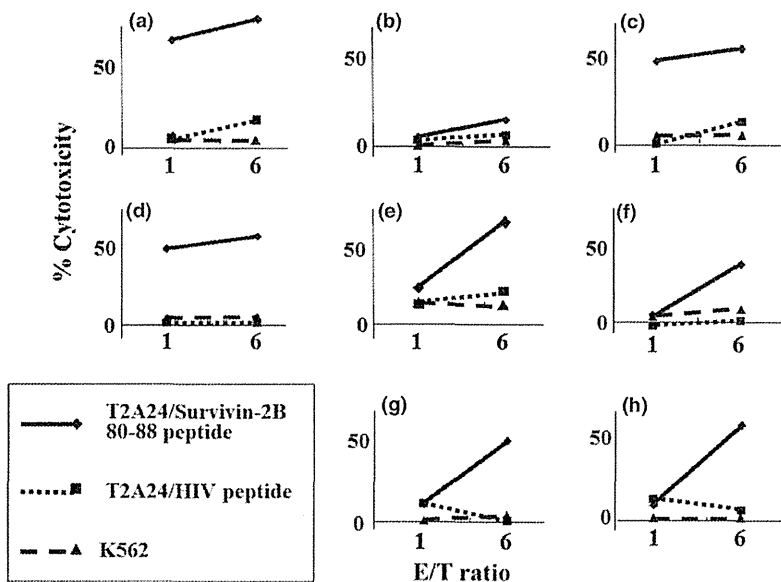 (a)
(b)
(c)
50
50
50
0
0
0
1 6
1 6
1 6
% Cytotoxicity
(d)
(e)
(f)
50
50
50
0
0
0
1 6
1 6
1 6
T2A24/Survivin-2B
80-88 peptide
T2A24/HIV peptide
K562
(g)
(h)
50
50
0
0
1 6
1 6
E/T ratio